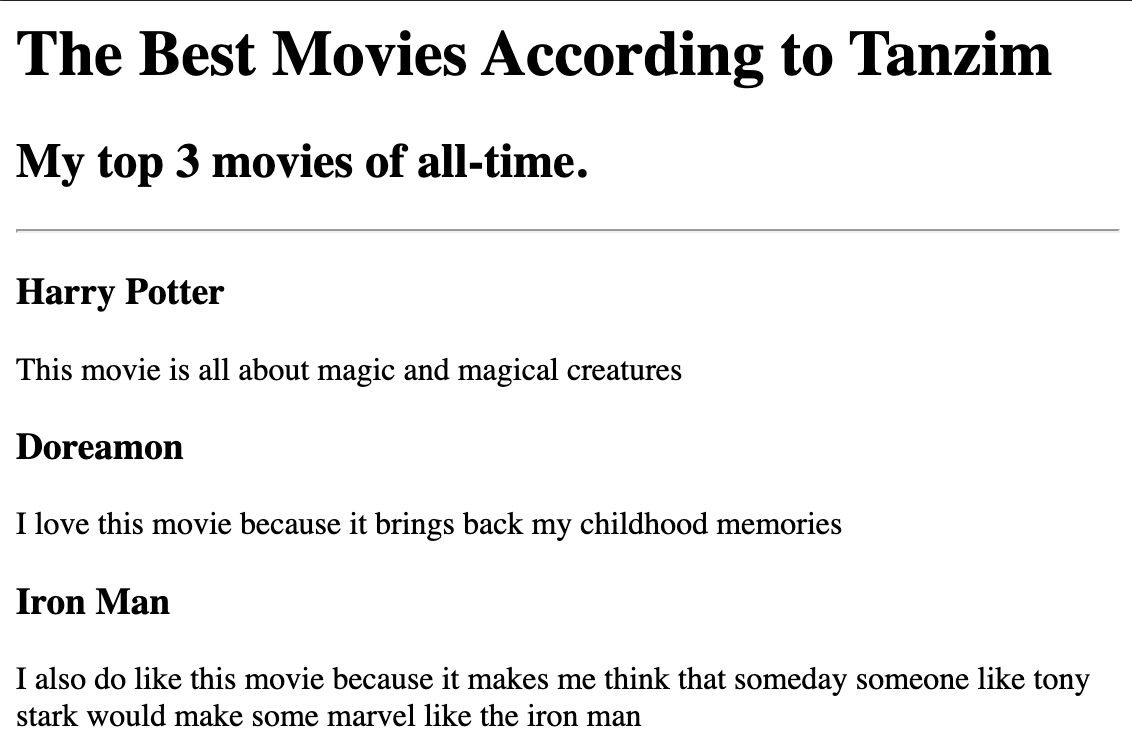 The Best Movies According to Tanzim
My top 3 movies of all-time.
Harry Potter
This movie is all about magic and magical creatures
Doreamon
I love this movie because it brings back my childhood memories
Iron Man
I also do like this movie because it makes me think that someday someone like tony
stark would make some marvel like the iron man